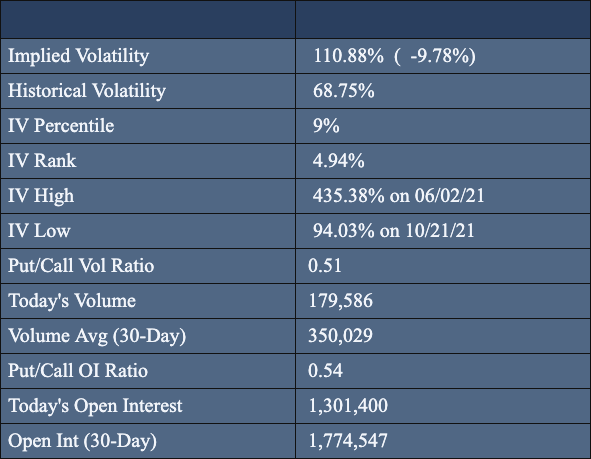 Implied Volatility 110.88% ( -9.78%)
Historical Volatility 68.75%
IV Percentile 9%
IV Rank 4.94%
IV High 435.38% on 06/02/21
IV Low 94.03% on 10/21/21
Put/Call Vol Ratio 0.51
Today's Volume 179,586
Volume Avg (30-Day) 350,029
Put/Call OI Ratio 0.54
Today's Open Interest 1,301,400
Open Int (30-Day) 1,774,547